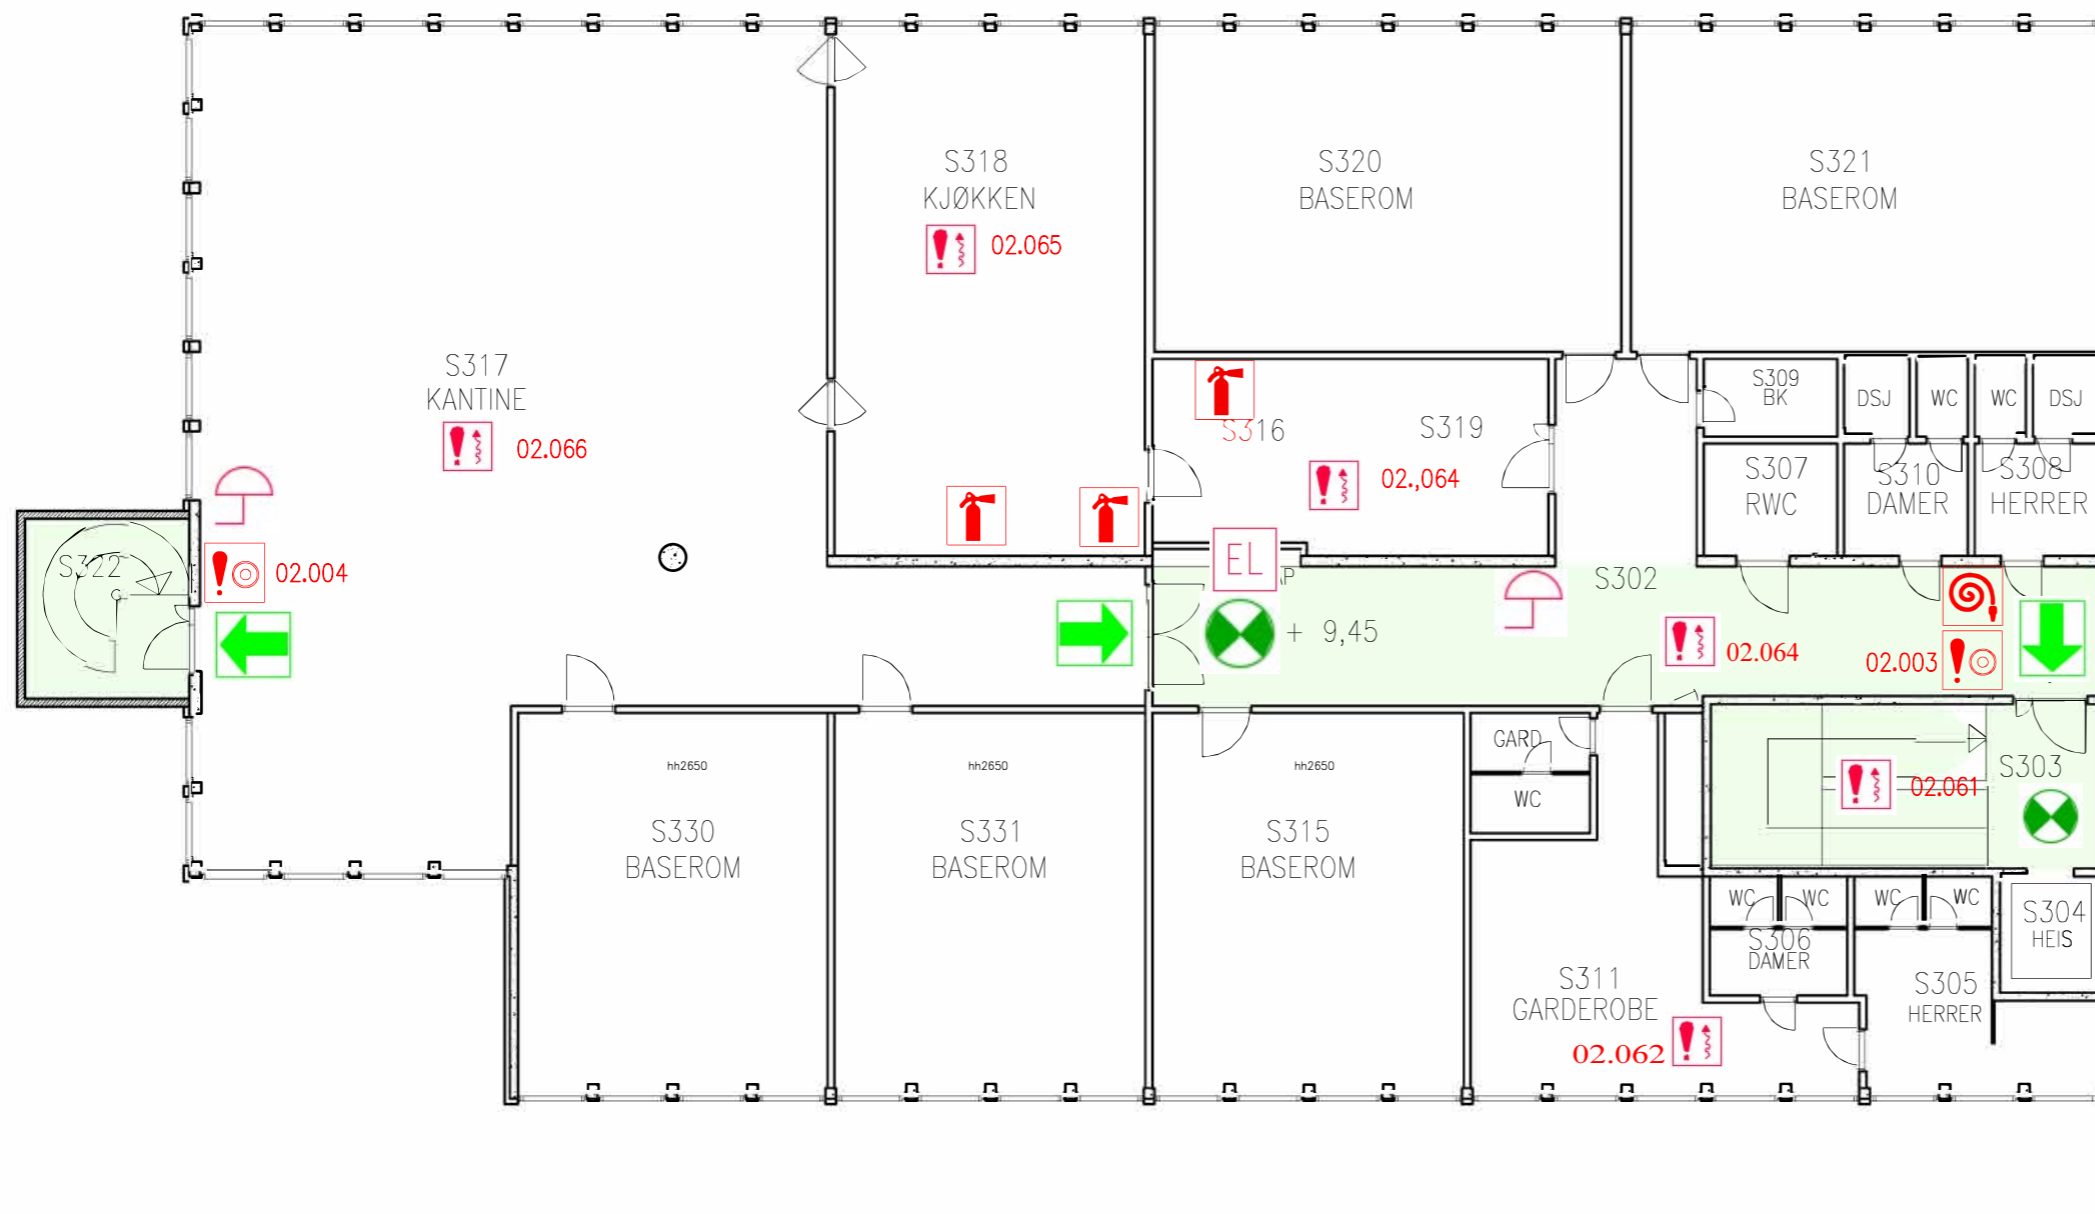 S318
KJØKKEN
02.065
S320
BASEROM
S321
BASEROM
S317
KANTINE
02.066
S316
S319
02.,064
S309
BK
DSJ
WC
WC
DSJ
S307
RWC
S310
DAMER
S308
HERRER
S322
G
02.004
EL
AP
+ 9,45
S302
02.064
02.003
hh2650
S330
BASEROM
hh2650
S331
BASEROM
hh2650
S315
BASEROM
GARD
WC
S303
02.061
WC
WC
WC
WC
S306
DAMER
S304
HEIS
S305
HERRER
S311
GARDEROBE
02.062